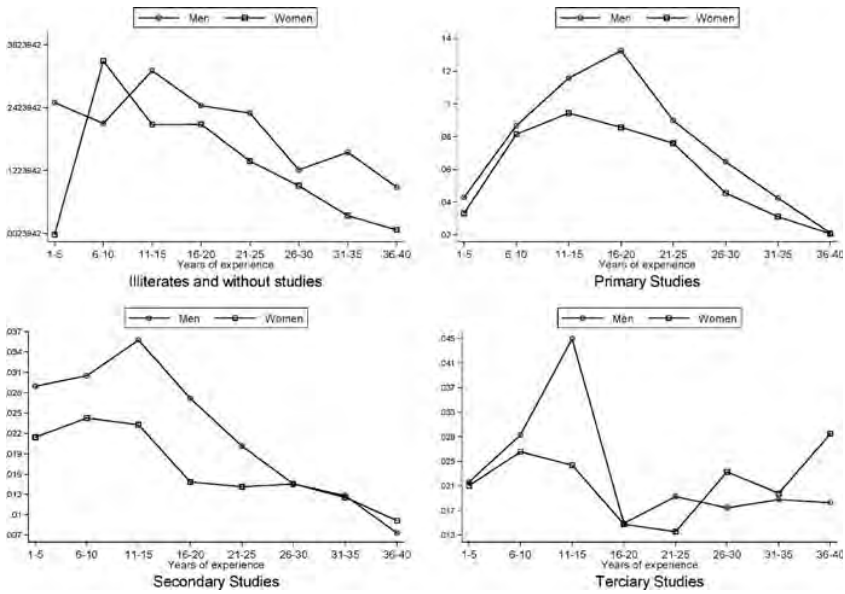 Men Women
.3623942
.2423942
.1223942
.0023942
1-5 6-10 11-15 16-20 21-25 26-30 31-35 36-40
Years of experience
Illiterates and without studies
Men Women
.14
.12
.1
.08
.06
.04
.02
1-5 6-10 11-15 16-20 21-25 26-30 31-35 36-40
Years of experience
Primary Studies
Men Women
.037
.034
.031
.028
.025
.022
.019
.016
.013
.01
.007
1-5 6-10 11-15 16-20 21-25 26-30 31-35 36-40
Years of experience
Secondary Studies
Men Women
.045
.041
.037
.033
.029
.025
.021
.017
.013
1-5 6-10 11-15 16-20 21-25 26-30 31-35 36-40
Years of experience
Terciary Studies